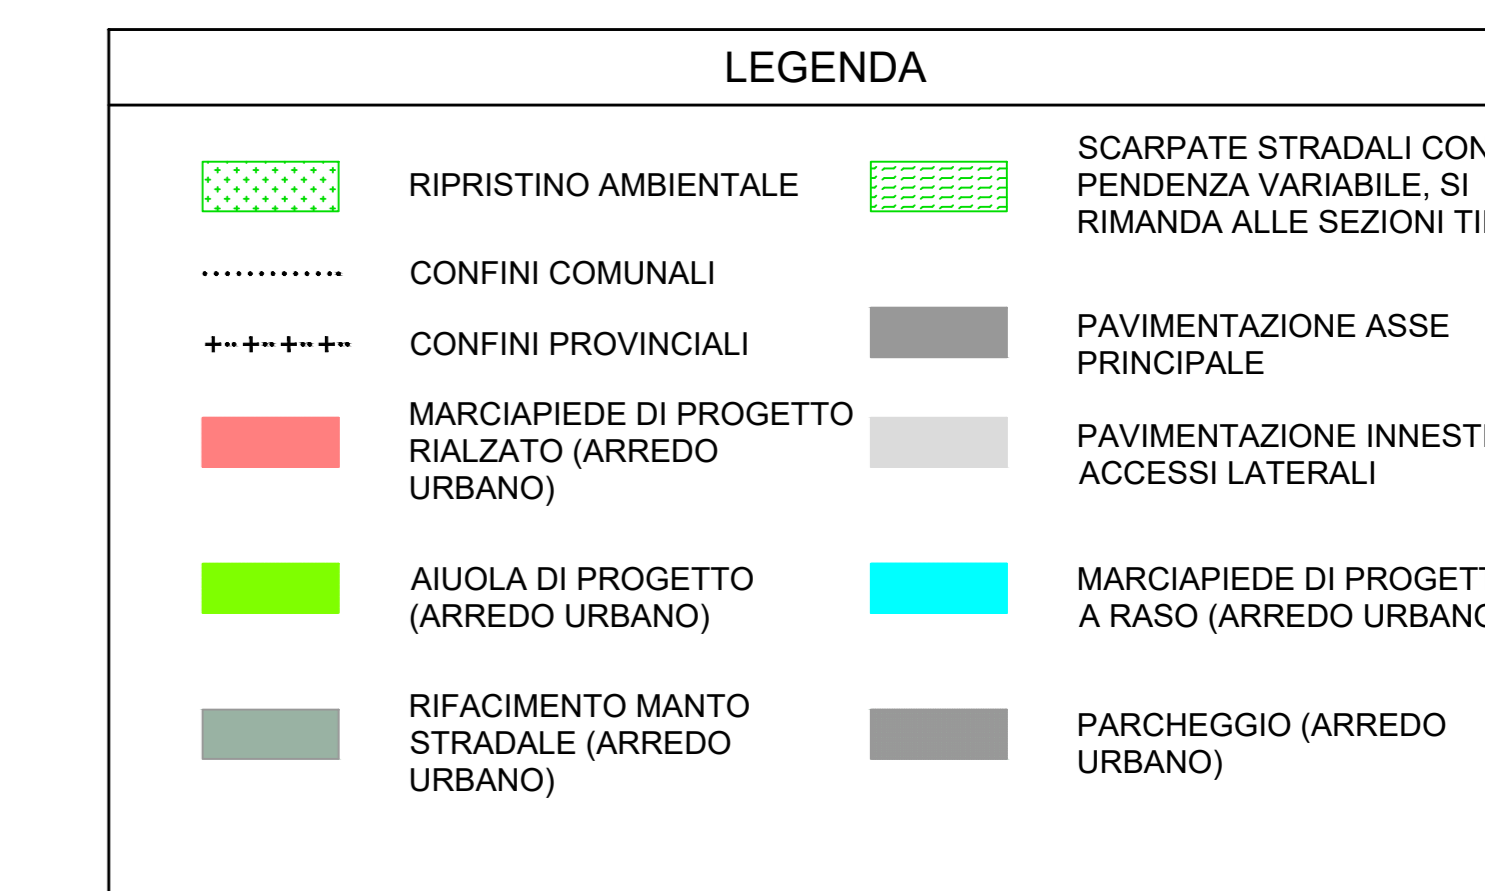 LEGENDA
RIPRISTINO AMBIENTALE
CONFINI COMUNALI
CONFINI PROVINCIALI
MARCIAPIEDE DI PROGETTO
RIALZATO (ARREDO
URBANO)
AIUOLA DI PROGETTO
(ARREDO URBANO)
RIFACIMENTO MANTO
STRADALE (ARREDO
URBANO)
SCARPATE STRADALI CON
PENDENZA VARIABILE, SI
RIMANDA ALLE SEZIONI
PAVIMENTAZIONE ASSE
PRINCIPALE
PAVIMENTAZIONE
ACCESSI LATERALI
MARCIAPIEDE DI
A RASO (ARREDO
PARCHEGGIO (ARREDO
URBANO)